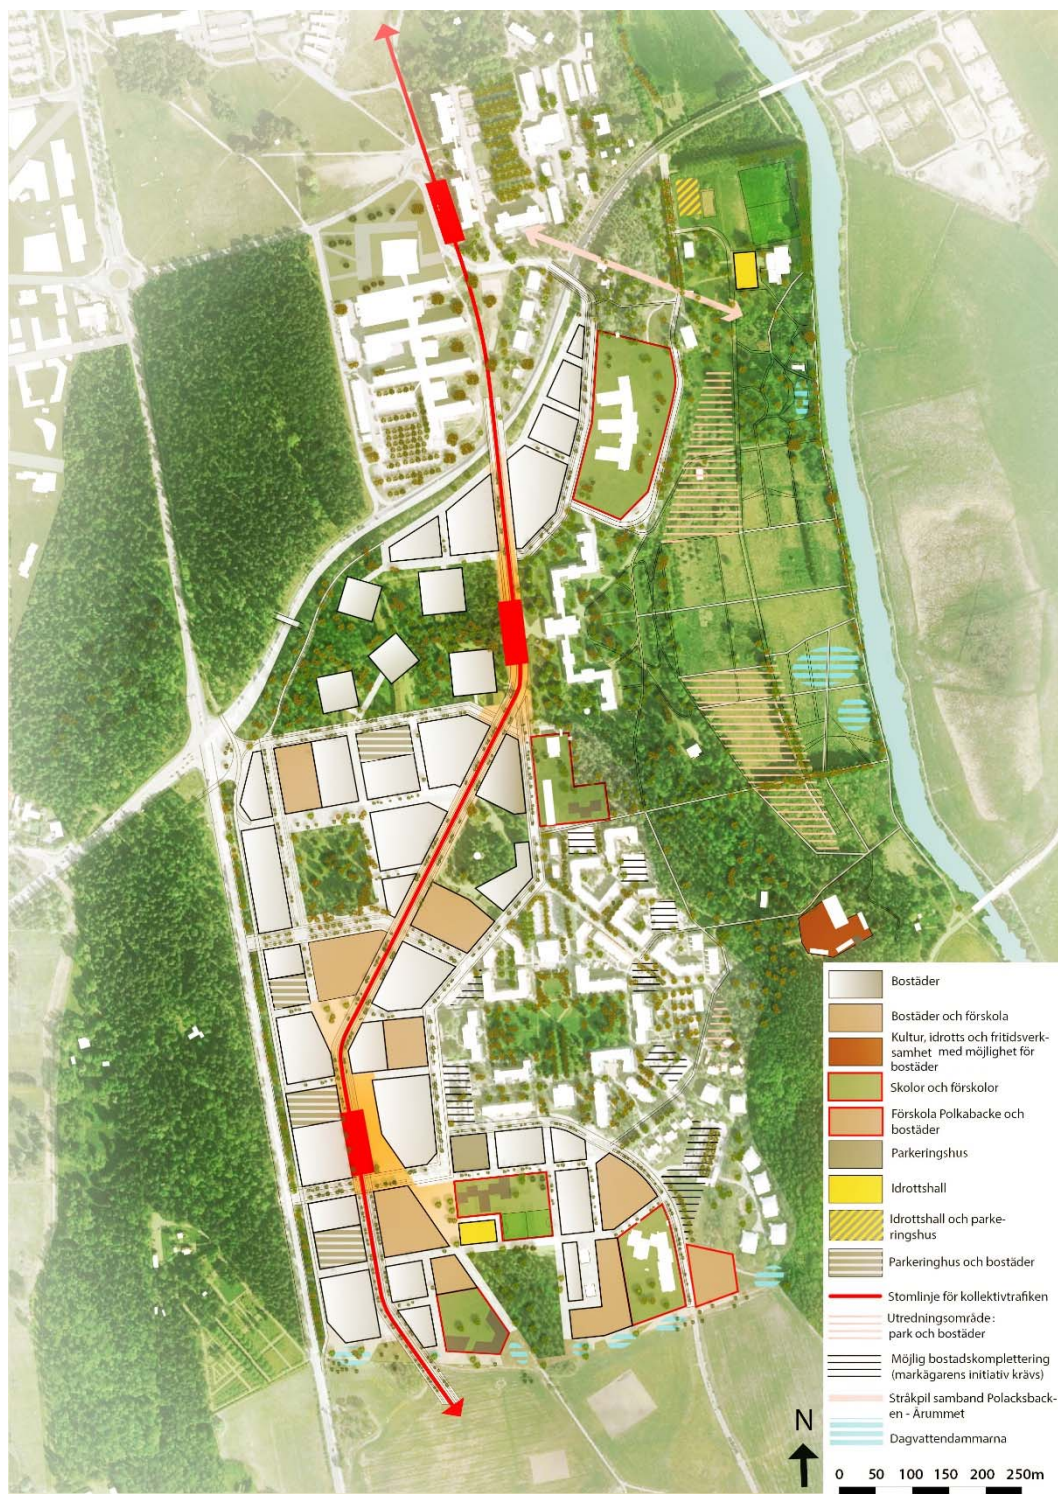 Bostäder
Bostäder och förskola
Kultur, idrotts och fritidsverk-
samhet med möjlighet för
bostäder
Skolor och förskolor
Förskola Polkabacke och
bostäder
Parkeringshus
Idrottshall
Idrottshall och parke-
ringshus
Parkeringhus och bostäder
Stomlinje för kollektivtrafiken
Utredningsområde:
park och bostäder
Möjlig bostadskomplettering
(markägarens initiativ krävs)
Stråkpil samband Polacksback-
en - Årummet
Dagvattendammarna
N
0 50 100 150 200 250m